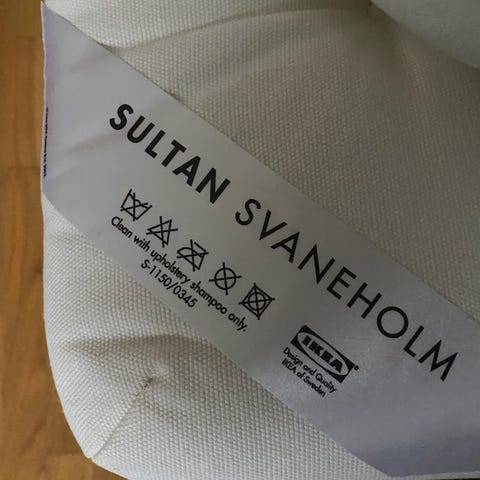 SULTAN SVANEHOLM
Clean with upholstery shampoo only.
S-1150/0345
IKEA
Design and Quality
IKEA of Sweden